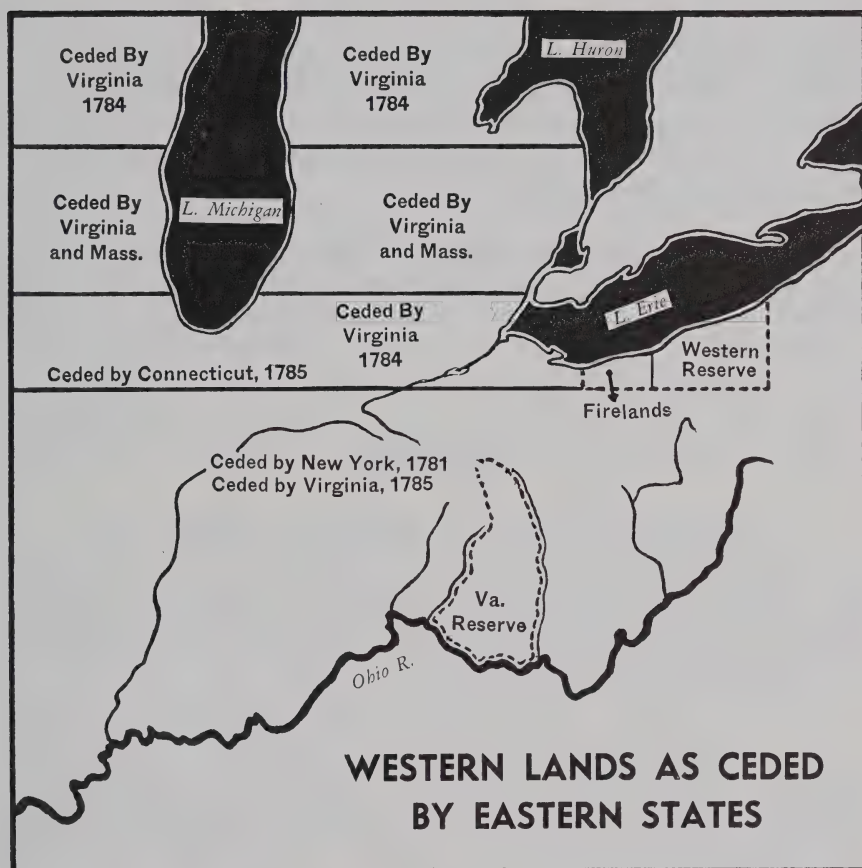 Ceded By
Virginia
1784
Ceded By
Virginia
1784
L. Huron
Ceded By
Virginia
and Mass.
L. Michigan
Ceded By
Virginia
and Mass.
Ceded By
Virginia
1784
L. Erie
Western
Reserve
Ceded by Connecticut, 1785
Firelands
Ceded by New York, 1781
Ceded by Virginia, 1785
Va.
Reserve
Ohio R.
WESTERN LANDS AS CEDED
BY EASTERN STATES